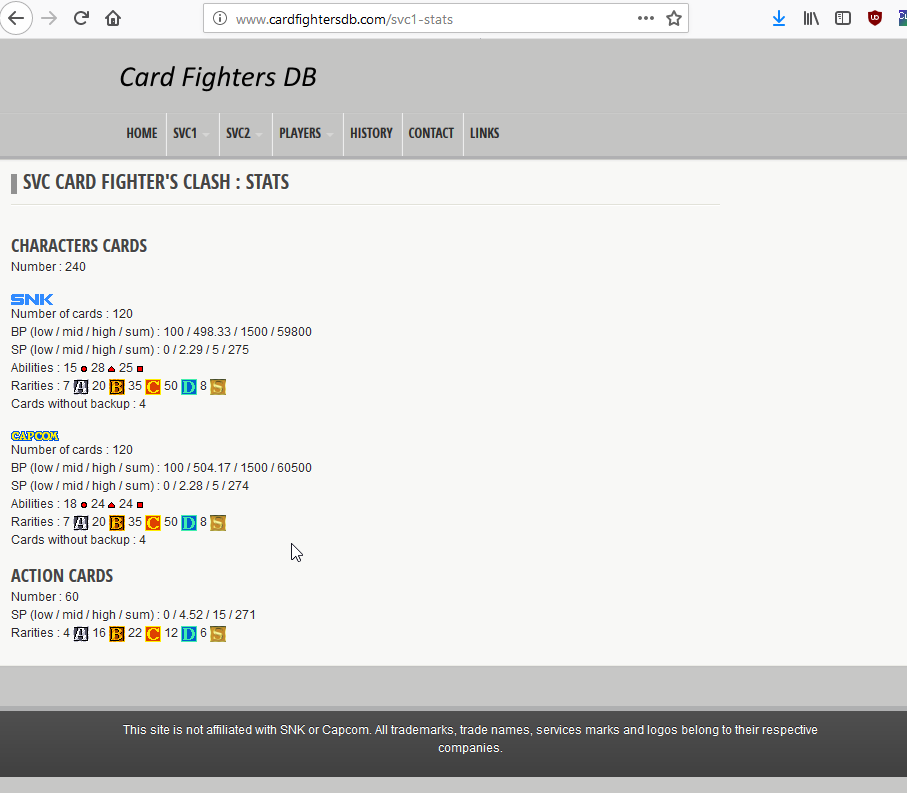 www.cardfightersdb.com/svc1-stats
Card Fighters DB
HOME SVC1 SVC2 PLAYERS HISTORY CONTACT LINKS
SVC CARD FIGHTER'S CLASH : STATS
CHARACTERS CARDS
Number : 240
SNK
Number of cards : 120
BP (low / mid / high / sum) : 100 / 498.33 / 1500 / 59800
SP (low / mid / high / sum) : 0 / 2.29 / 5 / 275
Abilities : 15 ● 28 ▲ 25 ■
Rarities : 7 A 20 B 35 C 50 D 8 S
Cards without backup : 4
CAPCOM
Number of cards : 120
BP (low / mid / high / sum) : 100 / 504.17 / 1500 / 60500
SP (low / mid / high / sum) : 0 / 2.28 / 5 / 274
Abilities : 18 ● 24 ▲ 24 ■
Rarities : 7 A 20 B 35 C 50 D 8 S
Cards without backup : 4
ACTION CARDS
Number : 60
SP (low / mid / high / sum) : 0 / 4.52 / 15 / 271
Rarities : 4 A 16 B 22 C 12 D 6 S
This site is not affiliated with SNK or Capcom. All trademarks, trade names, services marks and logos belong to their respective
companies.